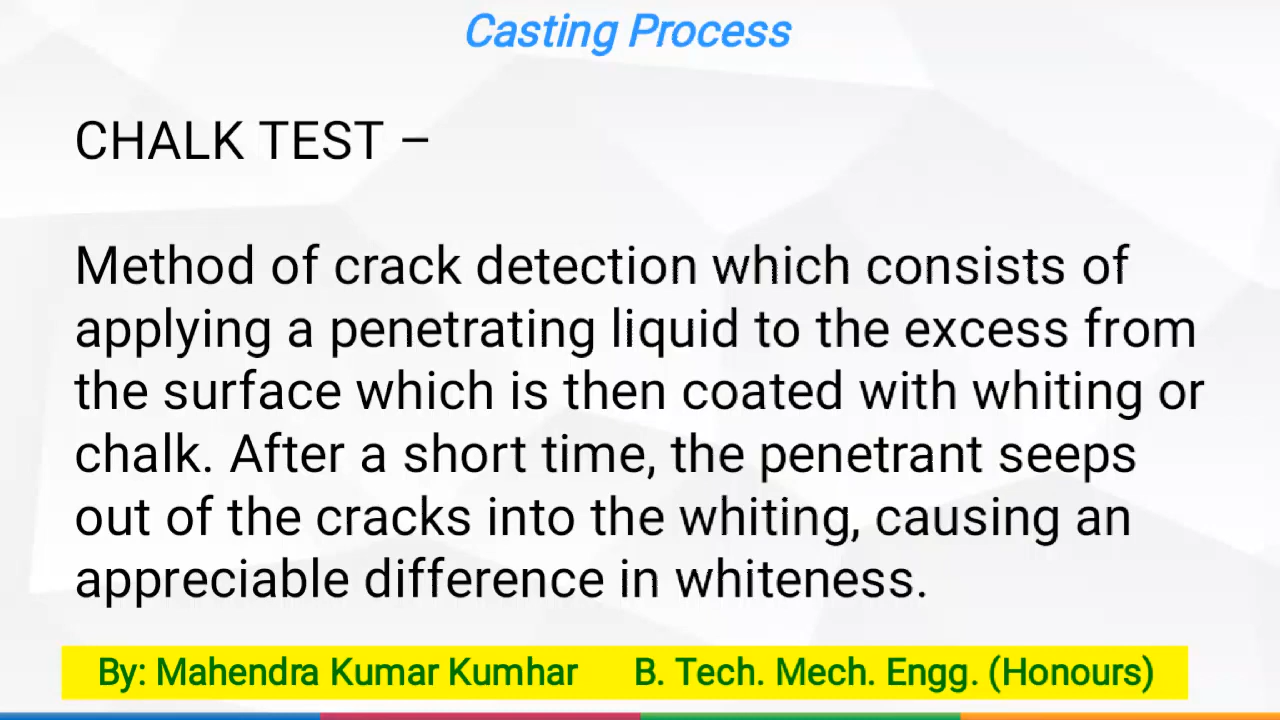 Casting Process
CHALK TEST –
Method of crack detection which consists of
applying a penetrating liquid to the excess from
the surface which is then coated with whiting or
chalk. After a short time, the penetrant seeps
out of the cracks into the whiting, causing an
appreciable difference in whiteness.
By: Mahendra Kumar Kumhar B. Tech. Mech. Engg. (Honours)